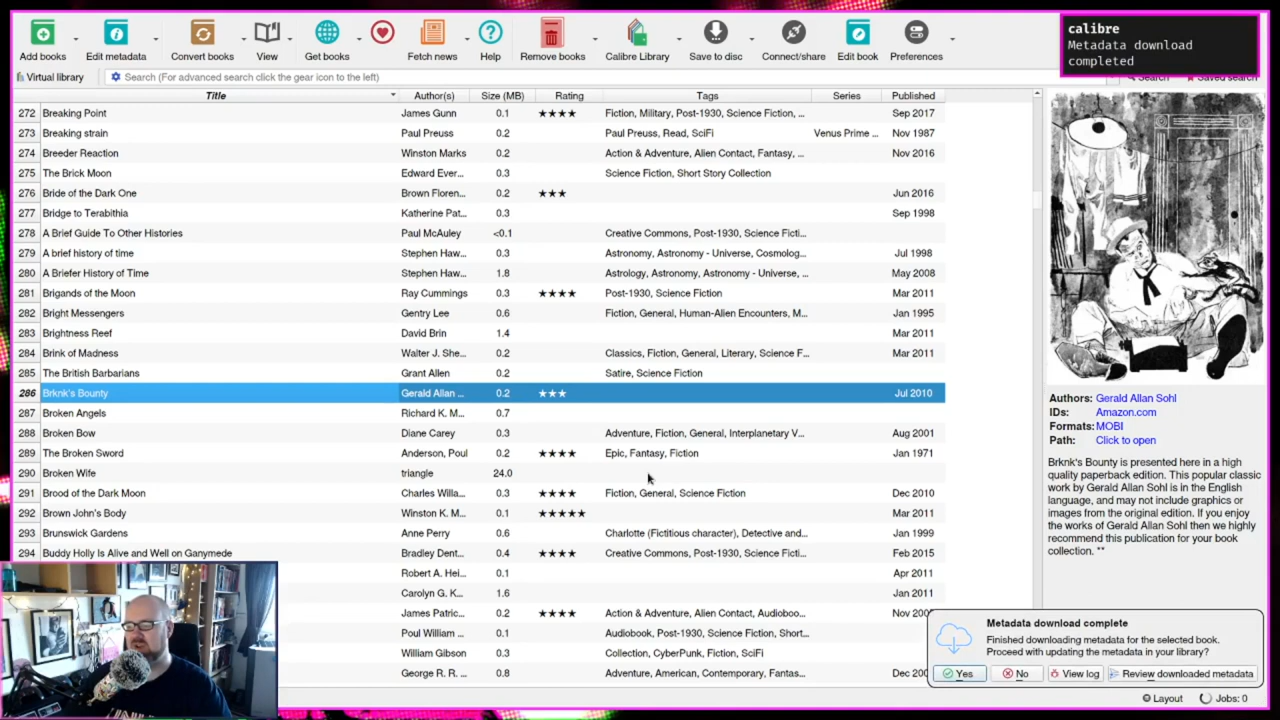 Add books
Edit metadata
Convert books
View
Get books
Fetch news
Help
Remove books
Calibre Library
Save to disc
Connect/share
Edit book
Preferences
calibre
Metadata download
completed
Virtual library
Search (For advanced search click the gear icon to the left)
Search
Saved search
Title Author(s) Size (MB) Rating Tags Series Published
272 Breaking Point James Gunn 0.1 ★★★★ Fiction, Military, Post-1930, Science Fiction, ... Sep 2017
273 Breaking strain Paul Preuss 0.2 Paul Preuss, Read, SciFi Venus Prime ... Nov 1987
274 Breeder Reaction Winston Marks 0.2 Action & Adventure, Alien Contact, Fantasy, ... Nov 2016
275 The Brick Moon Edward Ever... 0.3 Science Fiction, Short Story Collection
276 Bride of the Dark One Brown Floren... 0.2 ★★★ Jun 2016
277 Bridge to Terabithia Katherine Pat... 0.3 Sep 1998
278 A Brief Guide To Other Histories Paul McAuley <0.1 Creative Commons, Post-1930, Science Ficti...
279 A brief history of time Stephen Haw... 0.3 Astronomy, Astronomy - Universe, Cosmolog... Jul 1998
280 A Briefer History of Time Stephen Haw... 1.8 Astrology, Astronomy, Astronomy - Universe, ... May 2008
281 Brigands of the Moon Ray Cummings 0.3 ★★★★ Post-1930, Science Fiction Mar 2011
282 Bright Messengers Gentry Lee 0.6 Fiction, General, Human-Alien Encounters, M... Jan 1995
283 Brightness Reef David Brin 1.4 Mar 2011
284 Brink of Madness Walter J. She... 0.2 Classics, Fiction, General, Literary, Science F... Mar 2011
285 The British Barbarians Grant Allen 0.2 Satire, Science Fiction
286 Brknk's Bounty Gerald Allan ... 0.2 ★★★ Jul 2010
287 Broken Angels Richard K. M... 0.7
288 Broken Bow Diane Carey 0.3 Adventure, Fiction, General, Interplanetary V... Aug 2001
289 The Broken Sword Anderson, Poul 0.2 ★★★★ Epic, Fantasy, Fiction Jan 1971
290 Broken Wife triangle 24.0
291 Brood of the Dark Moon Charles Willa... 0.3 ★★★★ Fiction, General, Science Fiction Dec 2010
292 Brown John's Body Winston K. M... 0.1 ★★★★★ Mar 2011
293 Brunswick Gardens Anne Perry 0.6 Charlotte (Fictitious character), Detective and... Jan 1999
294 Buddy Holly Is Alive and Well on Ganymede Bradley Dent... 0.4 ★★★★ Creative Commons, Post-1930, Science Ficti... Feb 2015
Robert A. Hei... 0.1 Apr 2011
Carolyn G. K... 1.6 Jan 2011
James Patric... 0.2 ★★★★ Action & Adventure, Alien Contact, Audioboo... Nov 200
Poul William ... 0.1 Audiobook, Post-1930, Science Fiction, Short...
William Gibson 0.3 Collection, CyberPunk, Fiction, SciFi
George R. R. ... 0.8 Adventure, American, Contemporary, Fantas... Dec 200
Authors: Gerald Allan Sohl
IDs: Amazon.com
Formats: MOBI
Path: Click to open
Brknk's Bounty is presented here in a high
quality paperback edition. This popular classic
work by Gerald Allan Sohl is in the English
language, and may not include graphics or
images from the original edition. If you enjoy
the works of Gerald Allan Sohl then we highly
recommend this publication for your book
collection. **
Metadata download complete
Finished downloading metadata for the selected book.
Proceed with updating the metadata in your library?
Yes
No
View log
Review downloaded metadata
Layout
Jobs: 0